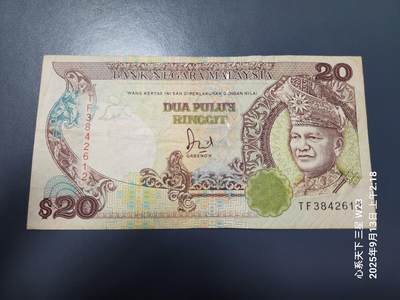 BANK NEGARA MALAYSIA
20
WANG KERTAS INI SAH DIPERLAKUKAN DENGAN NILAI
DUA PULUH
RINGGIT
GABENOR
TF3842612
TF3842612
$20
心系天下 三星 W23
2025年9月13日 上午2:18